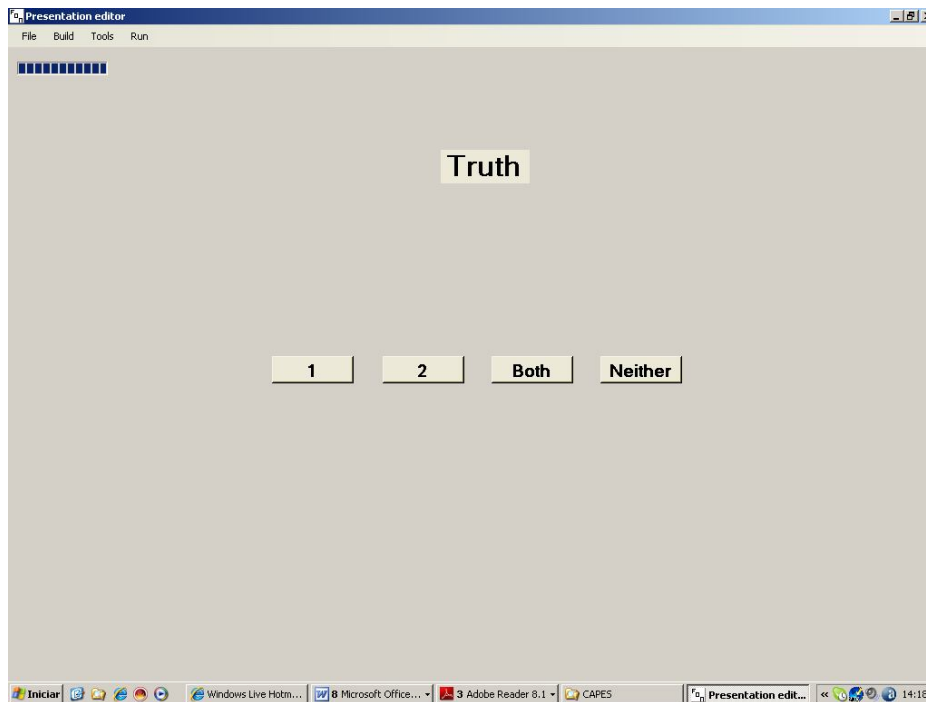 Presentation editor
File Build Tools Run
Truth
1 2 Both Neither
Iniciar Windows Live Hotm... 8 Microsoft Office... 3 Adobe Reader 8.1 CAPES Presentation edit... « 14:18